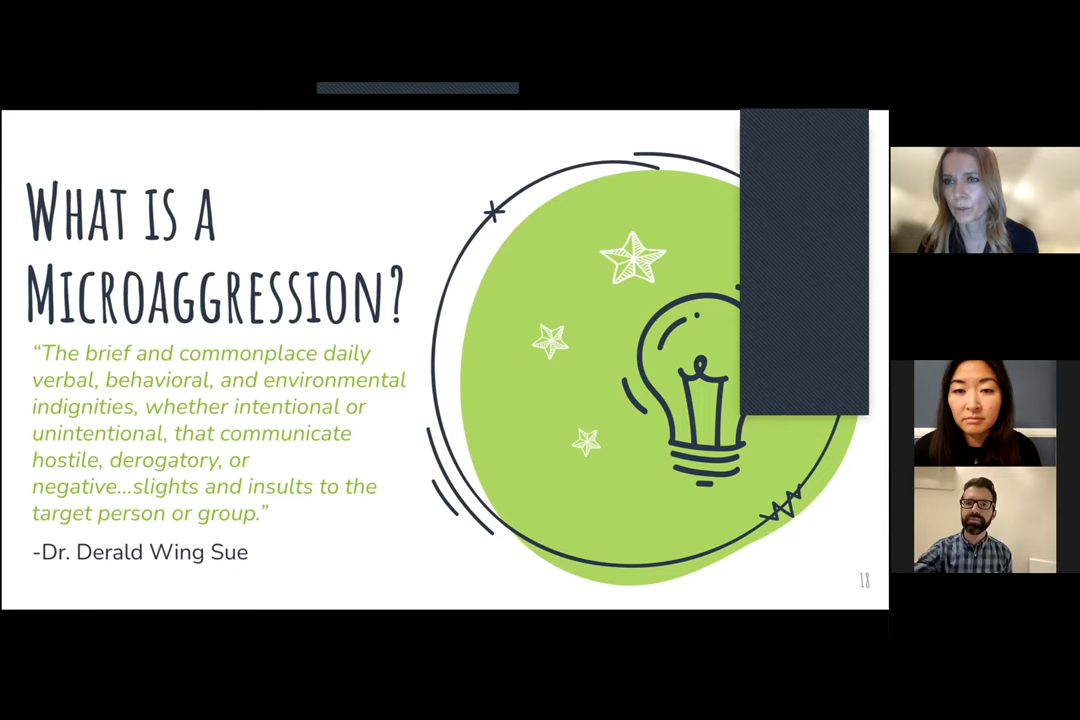 What is a
Microaggression?
“The brief and commonplace daily
verbal, behavioral, and environmental
indignities, whether intentional or
unintentional, that communicate
hostile, derogatory, or
negative...slights and insults to the
target person or group.”
-Dr. Derald Wing Sue
18